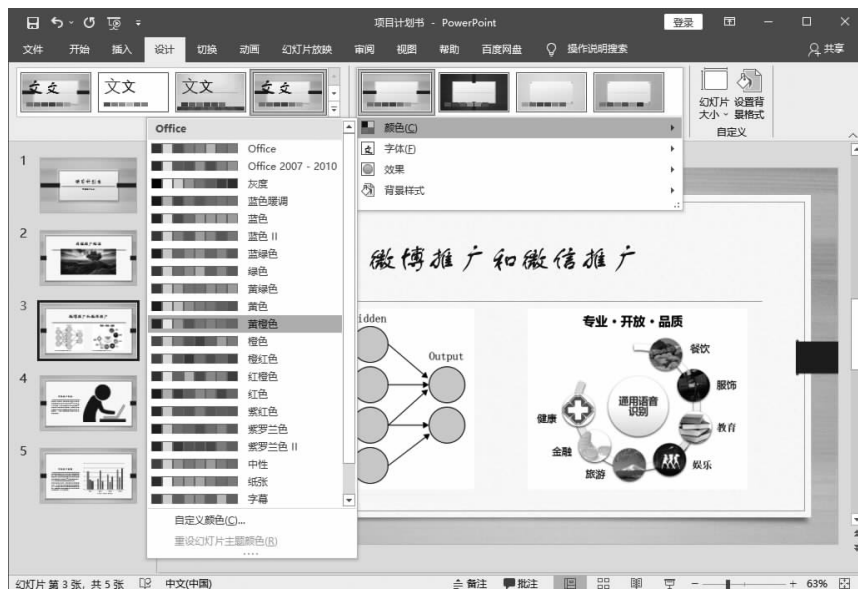 项目计划书 - PowerPoint
登录
文件 开始 插入 设计 切换 动画 幻灯片放映 审阅 视图 帮助 百度网盘 操作说明搜索 共享
文文 文文 文文 文文
幻灯片大小 设置背景格式
自定义
颜色(C)
字体(F)
效果
背景样式
Office
Office
Office 2007 - 2010
灰度
蓝色暖调
蓝色
蓝色 II
蓝绿色
绿色
黄绿色
黄色
黄橙色
橙色
橙红色
红橙色
红色
紫红色
紫罗兰色
紫罗兰色 II
中性
纸张
字幕
自定义颜色(C)...
重设幻灯片主题颜色(R)
1
2
3
4
5
微博推广和微信推广
idden
Output
专业·开放·品质
餐饮
服饰
教育
娱乐
旅游
金融
健康
通用语音
识别
幻灯片 第 3 张，共 5 张 中文(中国) 备注 批注 63%